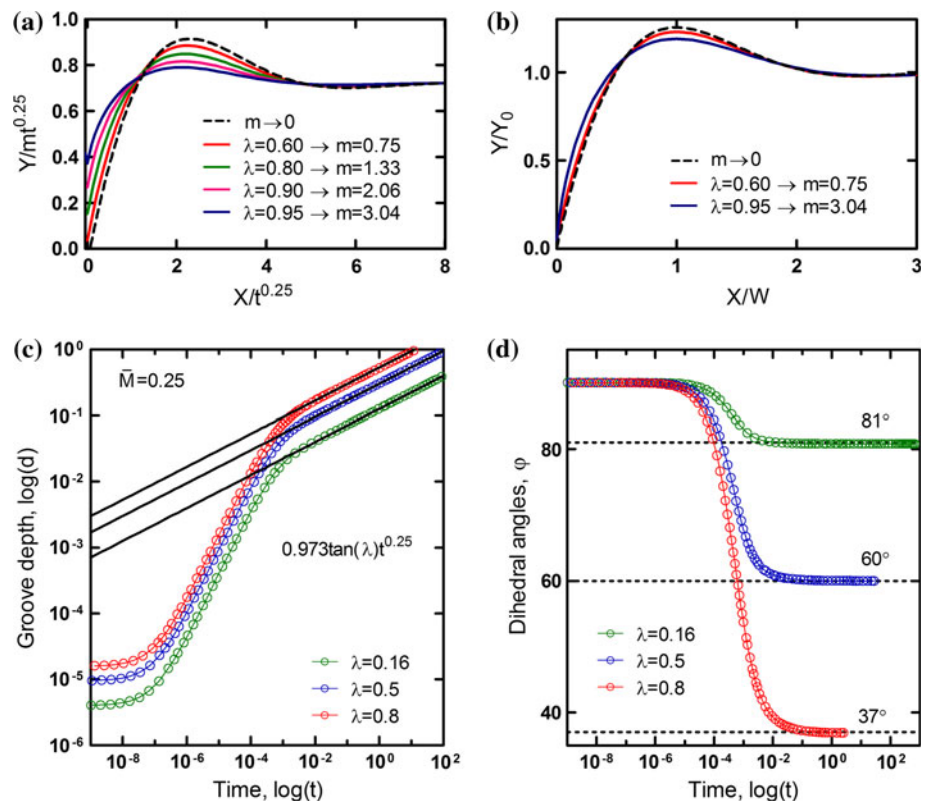 (a)
1.0
0.8
0.6
0.4
0.2
0.0
Y/mt^0.25
m→0
λ=0.60 → m=0.75
λ=0.80 → m=1.33
λ=0.90 → m=2.06
λ=0.95 → m=3.04
0 2 4 6 8
X/t^0.25
(b)
1.0
0.5
0.0
Y/Y₀
m→0
λ=0.60 → m=0.75
λ=0.95 → m=3.04
0 1 2 3
X/W
(c)
10^0
10^-1
10^-2
10^-3
10^-4
10^-5
10^-6
Groove depth, log(d)
M̄=0.25
0.973tan(λ)t^0.25
λ=0.16
λ=0.5
λ=0.8
10^-8 10^-6 10^-4 10^-2 10^0 10^2
Time, log(t)
(d)
80
60
40
Dihedral angles, φ
81°
60°
37°
λ=0.16
λ=0.5
λ=0.8
10^-8 10^-6 10^-4 10^-2 10^0 10^2
Time, log(t)